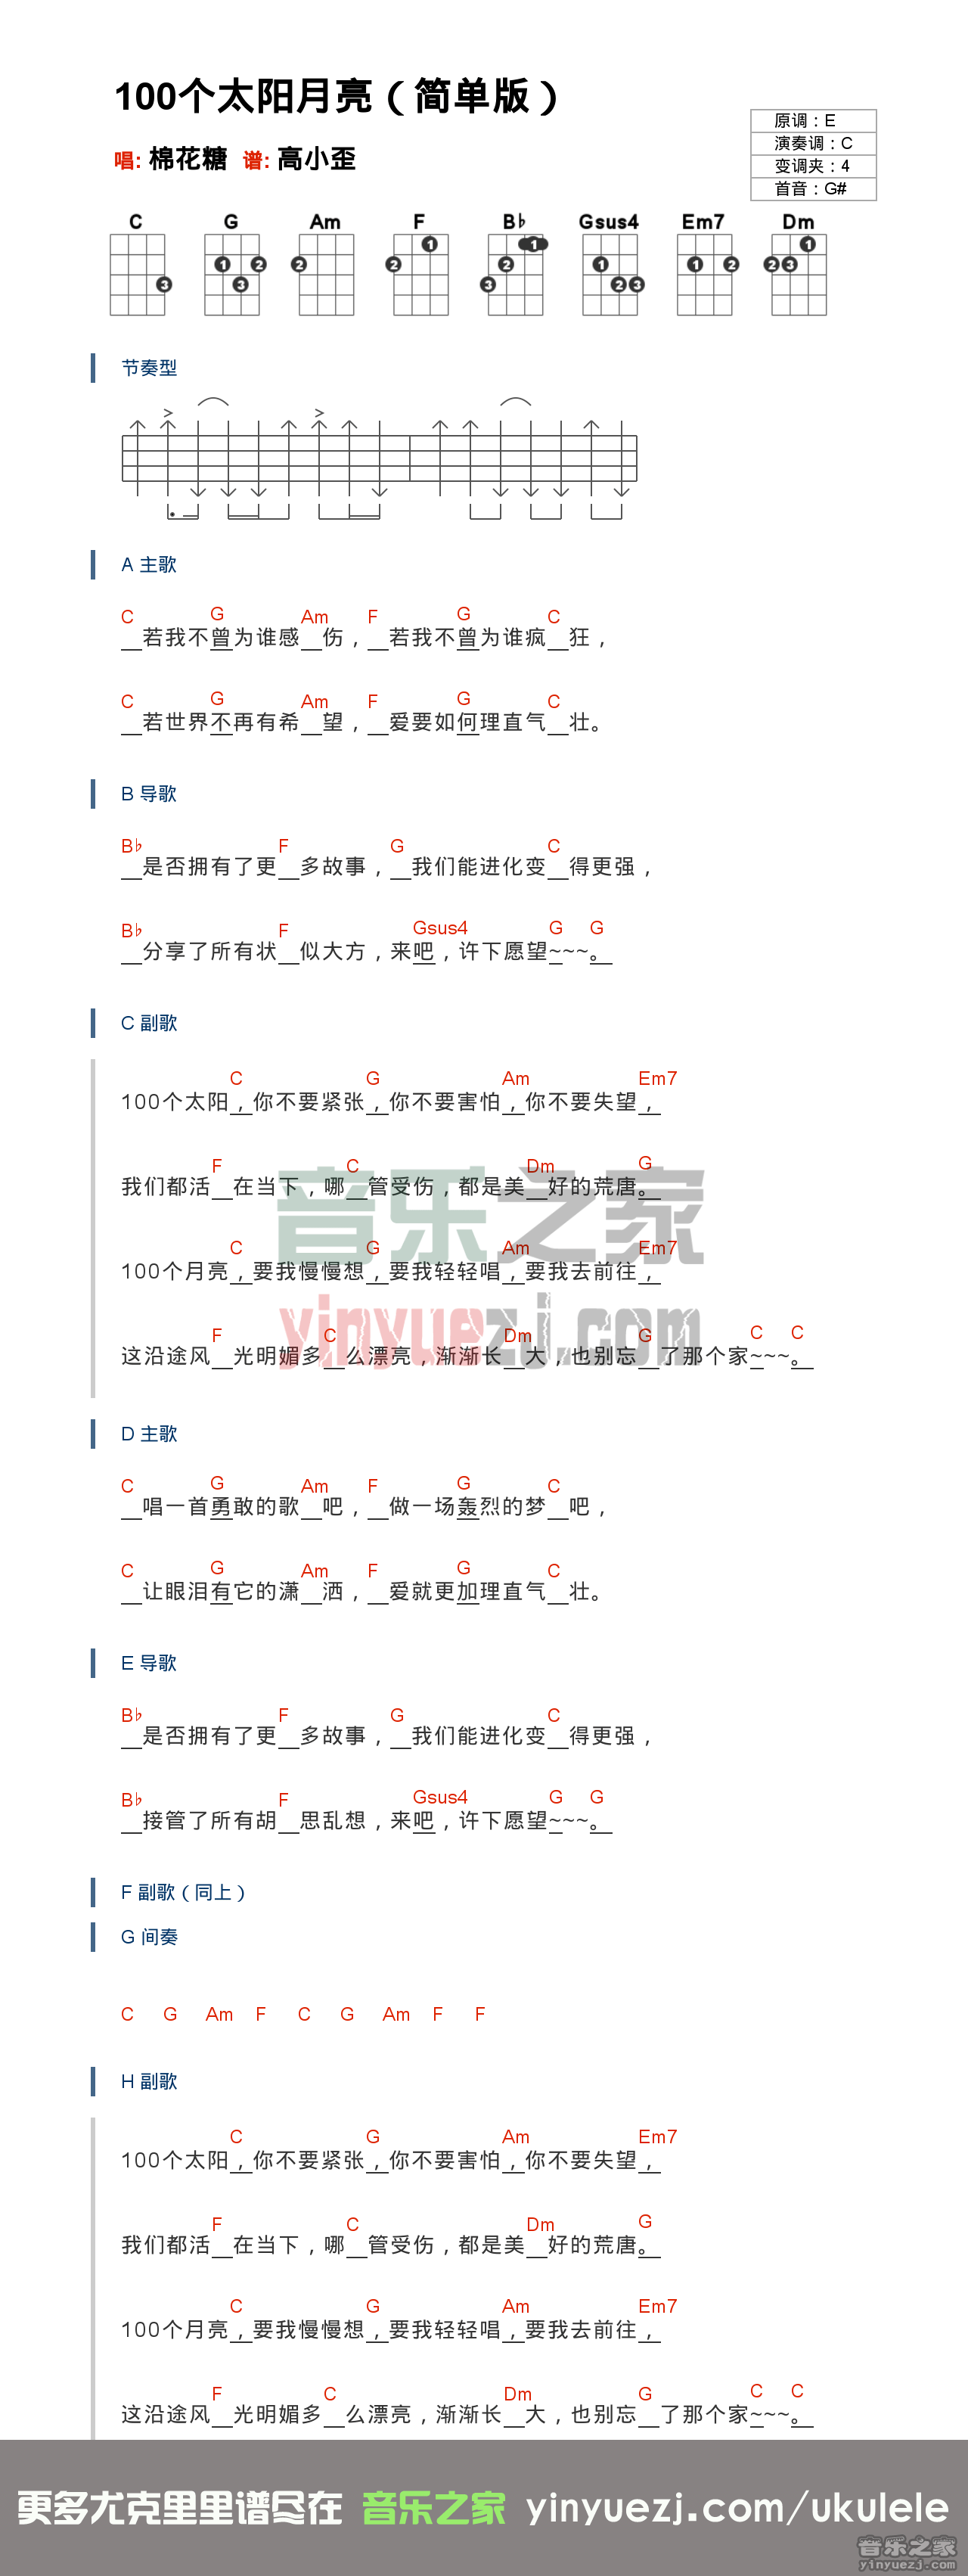 100个太阳月亮（简单版）
唱: 棉花糖 谱: 高小歪
原调：E
演奏调：C
变调夹：4
首音：G#
C G Am F B♭ Gsus4 Em7 Dm
3 1 2 3 2 1 2 1 2 3 1 2 3 1 2 2 3 1
节奏型
A 主歌
C G Am F G C
__若我不曾为谁感__伤，__若我不曾为谁疯__狂，
C G Am F G C
__若世界不再有希__望，__爱要如何理直气__壮。
B 导歌
B♭ F G C
__是否拥有了更__多故事，__我们能进化变__得更强，
B♭ F Gsus4 G G
__分享了所有状__似大方，来吧，许下愿望~~~。
C 副歌
C G Am Em7
100个太阳，你不要紧张，你不要害怕，你不要失望，
F C Dm G
我们都活__在当下，哪__管受伤，都是美__好的荒唐。
C G Am Em7
100个月亮，要我慢慢想，要我轻轻唱，要我去前往，
F C Dm G C C
这沿途风__光明媚多__么漂亮，渐渐长__大，也别忘__了那个家~~~。
音乐之家
yinyuezj.com
D 主歌
C G Am F G C
__唱一首勇敢的歌__吧，__做一场轰烈的梦__吧，
C G Am F G C
__让眼泪有它的潇__洒，__爱就更加理直气__壮。
E 导歌
B♭ F G C
__是否拥有了更__多故事，__我们能进化变__得更强，
B♭ F Gsus4 G G
__接管了所有胡__思乱想，来吧，许下愿望~~~。
F 副歌（同上）
G 间奏
C G Am F C G Am F F
H 副歌
C G Am Em7
100个太阳，你不要紧张，你不要害怕，你不要失望，
F C Dm G
我们都活__在当下，哪__管受伤，都是美__好的荒唐。
C G Am Em7
100个月亮，要我慢慢想，要我轻轻唱，要我去前往，
F C Dm G C C
这沿途风__光明媚多__么漂亮，渐渐长__大，也别忘__了那个家~~~。
更多尤克里里谱尽在 音乐之家 yinyuezj.com/ukulele
音乐之家
yinyuezj.com